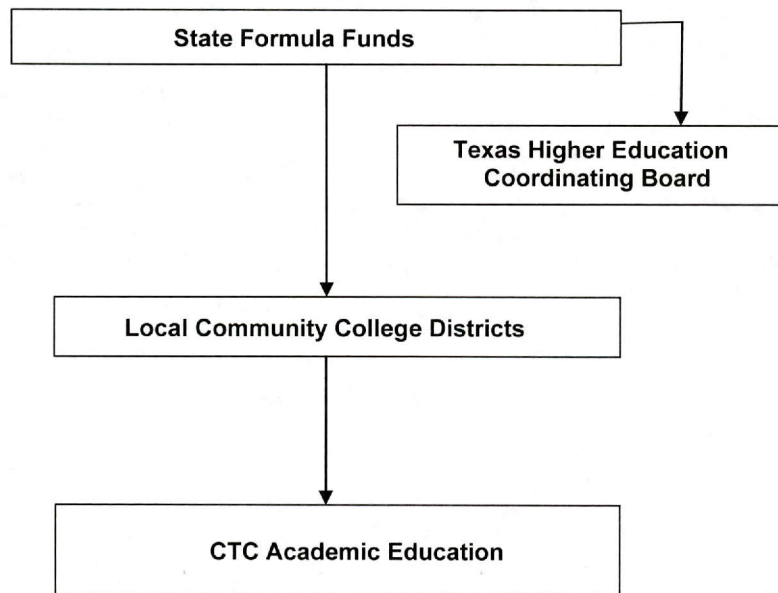 State Formula Funds
Texas Higher Education
Coordinating Board
Local Community College Districts
CTC Academic Education